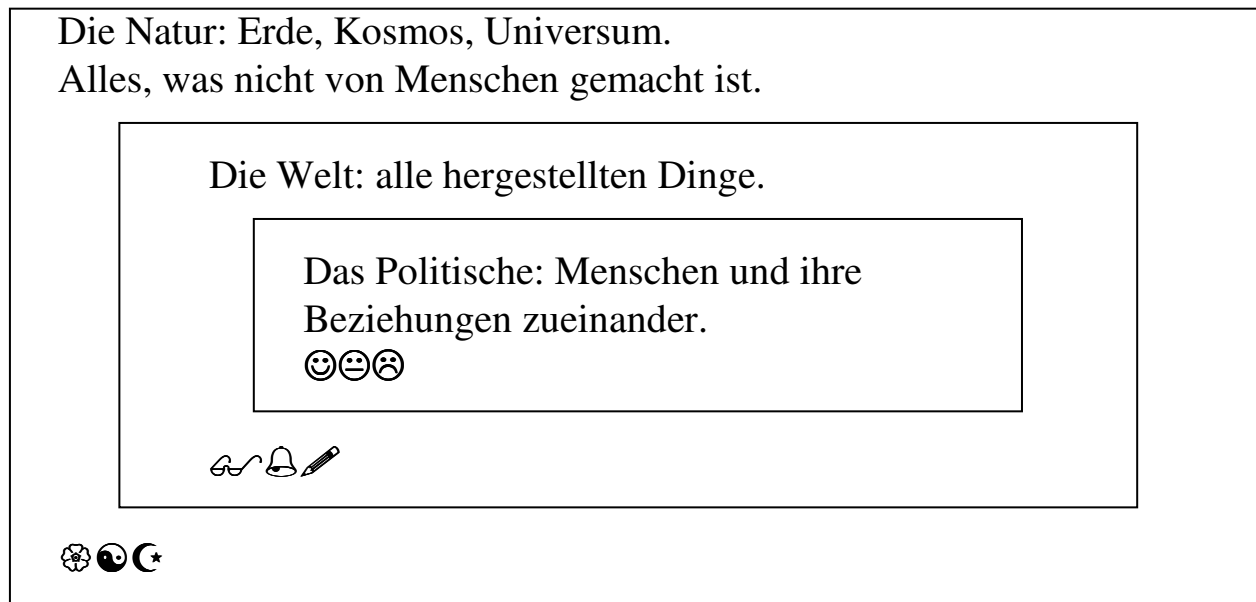 Die Natur: Erde, Kosmos, Universum.
Alles, was nicht von Menschen gemacht ist.
Die Welt: alle hergestellten Dinge.
Das Politische: Menschen und ihre
Beziehungen zueinander.